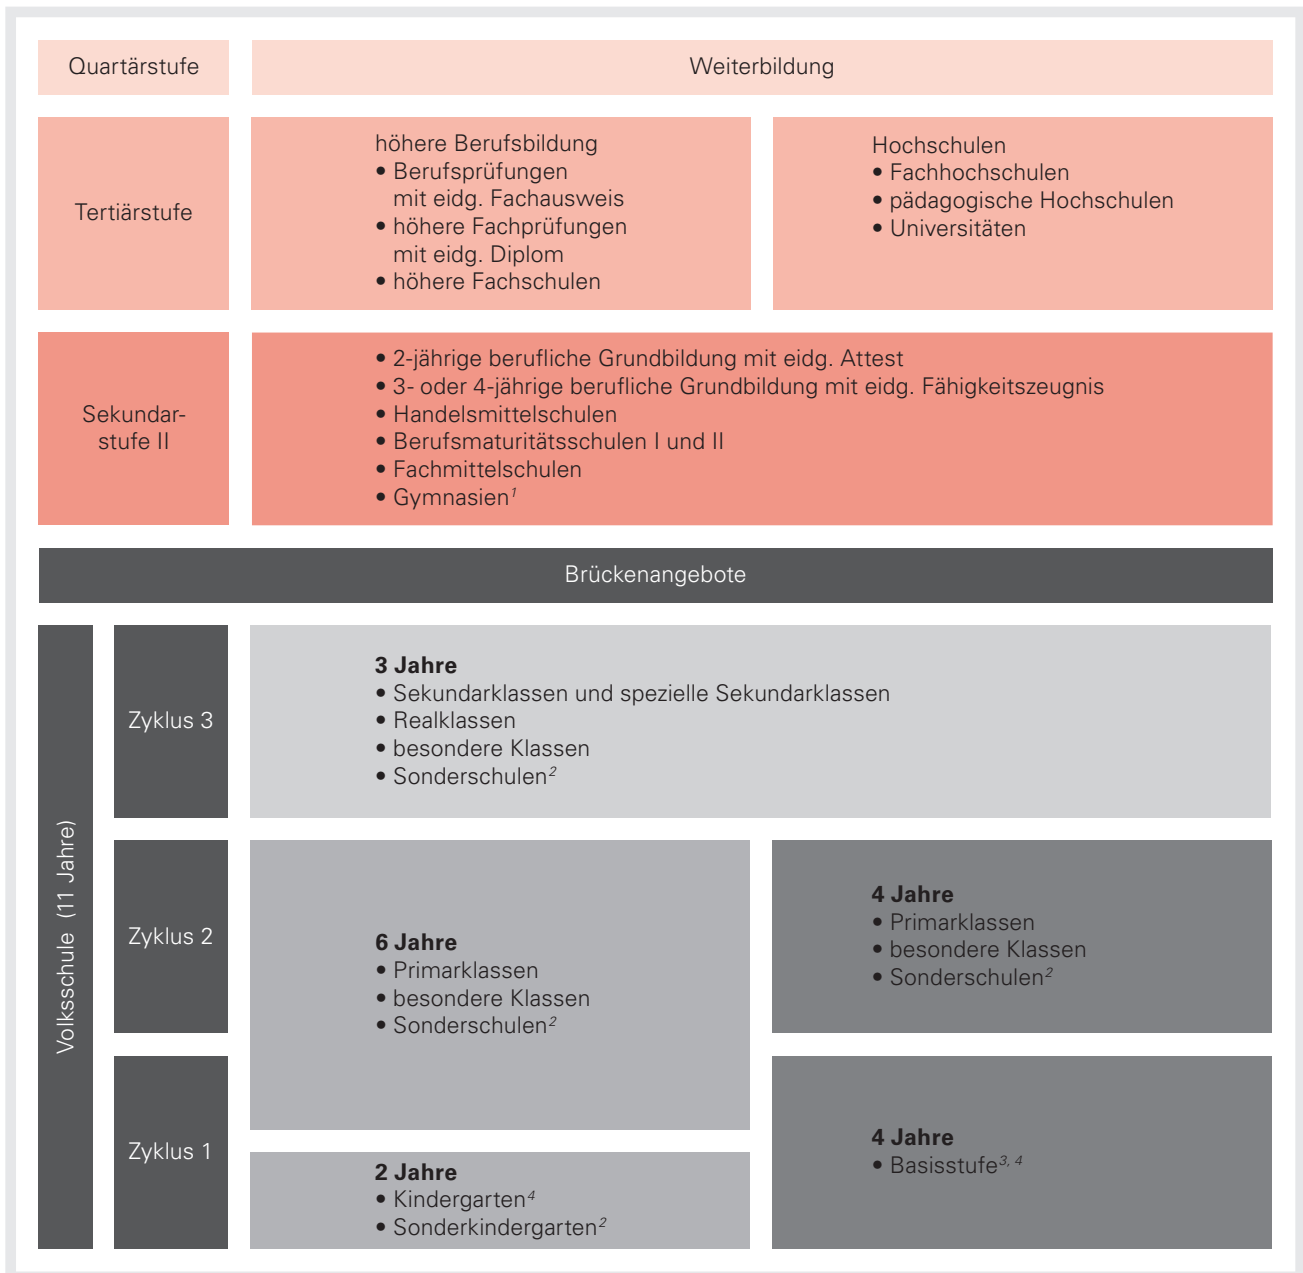 Quartärstufe
Weiterbildung
Tertiärstufe
höhere Berufsbildung
• Berufsprüfungen
mit eidg. Fachausweis
• höhere Fachprüfungen
mit eidg. Diplom
• höhere Fachschulen
Hochschulen
• Fachhochschulen
• pädagogische Hochschulen
• Universitäten
Sekundar-
stufe II
• 2-jährige berufliche Grundbildung mit eidg. Attest
• 3- oder 4-jährige berufliche Grundbildung mit eidg. Fähigkeitszeugnis
• Handelsmittelschulen
• Berufsmaturitätsschulen I und II
• Fachmittelschulen
• Gymnasien¹
Brückenangebote
Volksschule (11 Jahre)
Zyklus 3
3 Jahre
• Sekundarklassen und spezielle Sekundarklassen
• Realklassen
• besondere Klassen
• Sonderschulen²
Zyklus 2
6 Jahre
• Primarklassen
• besondere Klassen
• Sonderschulen²
4 Jahre
• Primarklassen
• besondere Klassen
• Sonderschulen²
Zyklus 1
2 Jahre
• Kindergarten⁴
• Sonderkindergarten²
4 Jahre
• Basisstufe³, ⁴